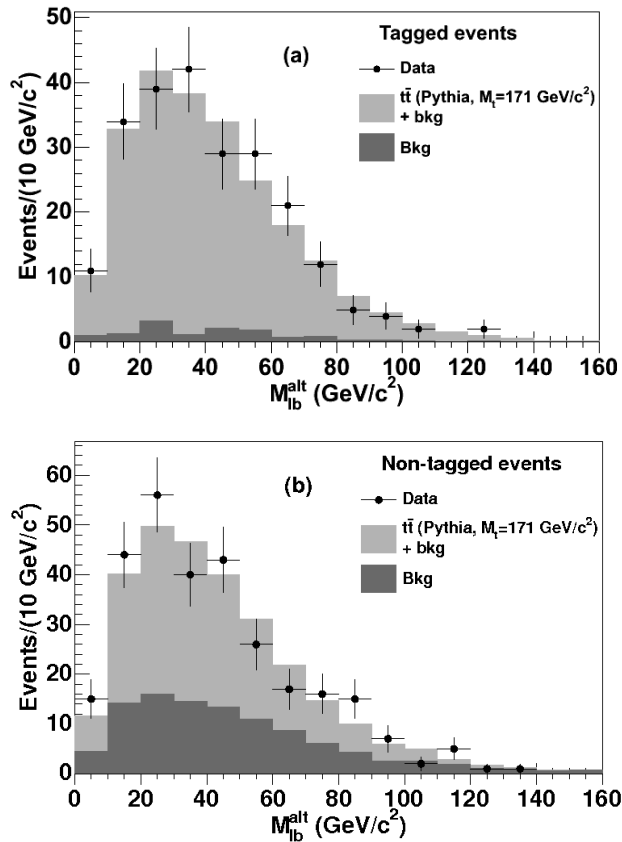 Events/(10 GeV/c²)
50
40
30
20
10
0
(a)
Tagged events
Data
tt̄ (Pythia, Mₜ=171 GeV/c²)
+ bkg
Bkg
0 20 40 60 80 100 120 140 160
M_lb^alt (GeV/c²)
Events/(10 GeV/c²)
60
50
40
30
20
10
0
(b)
Non-tagged events
Data
tt̄ (Pythia, Mₜ=171 GeV/c²)
+ bkg
Bkg
0 20 40 60 80 100 120 140 160
M_lb^alt (GeV/c²)